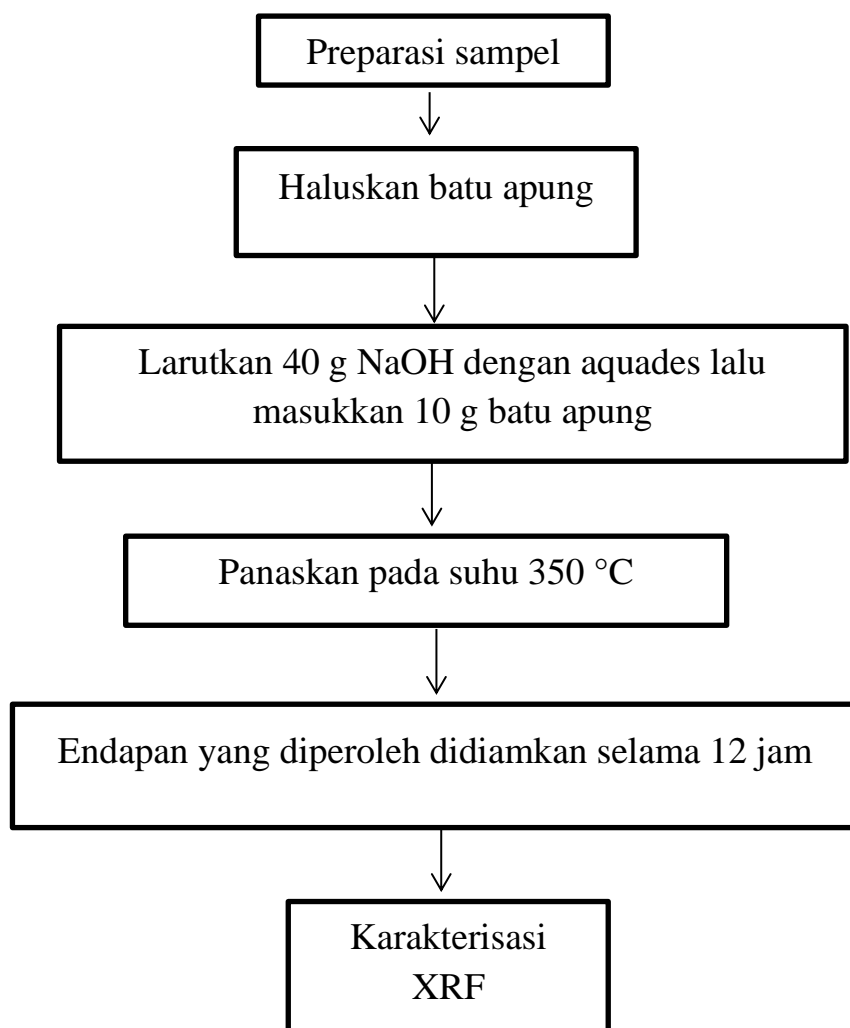 Preparasi sampel
Haluskan batu apung
Larutkan 40 g NaOH dengan aquades lalu
masukkan 10 g batu apung
Panaskan pada suhu 350 °C
Endapan yang diperoleh didiamkan selama 12 jam
Karakterisasi
XRF